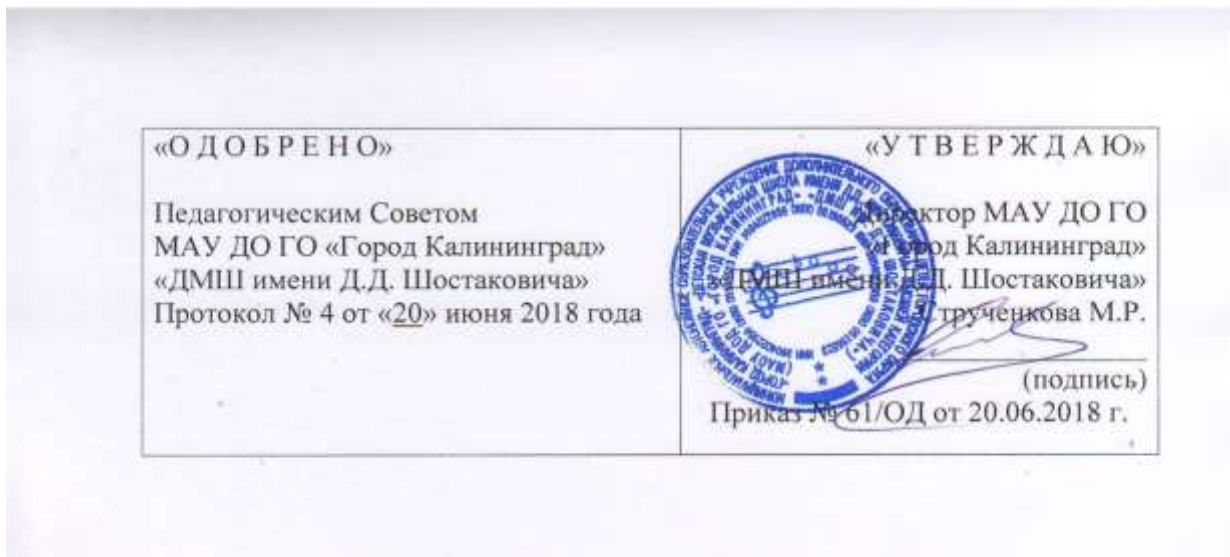 «О Д О Б Р Е Н О»
Педагогическим Советом
МАУ ДО ГО «Город Калининград»
«ДМШ имени Д.Д. Шостаковича»
Протокол № 4 от «20» июня 2018 года
«У Т В Е Р Ж Д А Ю»
Директор МАУ ДО ГО
«Город Калининград»
«ДМШ имени Д.Д. Шостаковича»
Струченкова М.Р.
(подпись)
Приказ № 61/ОД от 20.06.2018 г.